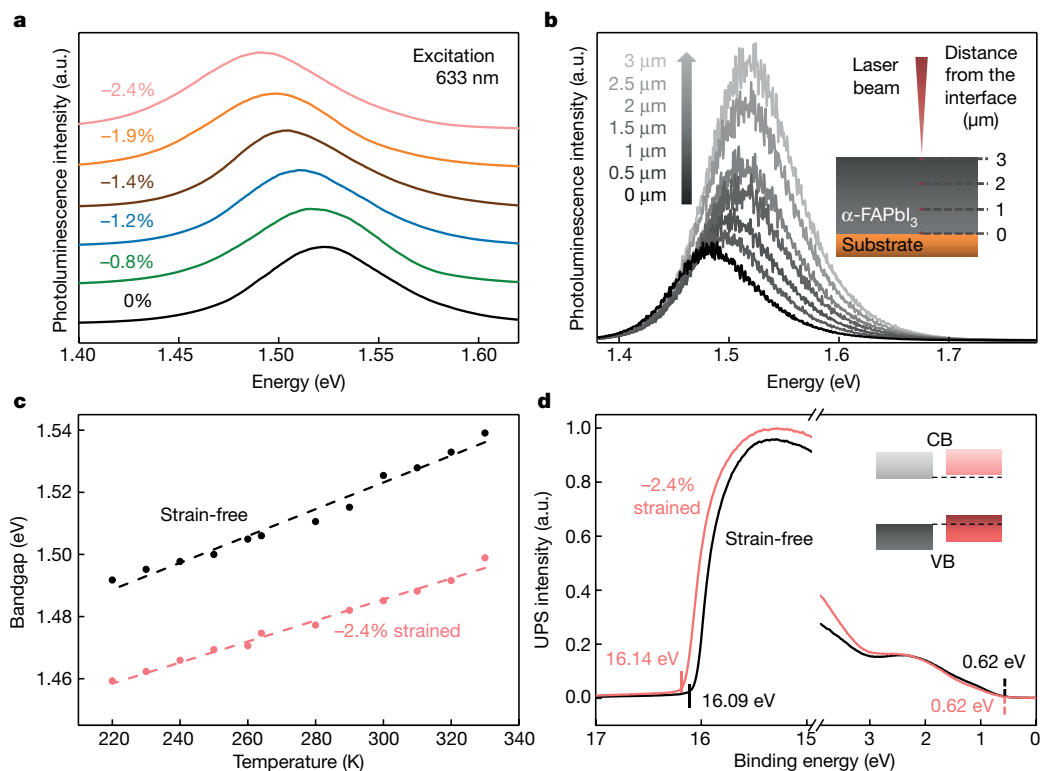 a
Excitation
633 nm
–2.4%
–1.9%
–1.4%
–1.2%
–0.8%
0%
Photoluminescence intensity (a.u.)
1.40
1.45
1.50
1.55
1.60
Energy (eV)
b
3 μm
2.5 μm
2 μm
1.5 μm
1 μm
0.5 μm
0 μm
Laser
beam
Distance
from the
interface
(μm)
3
2
1
0
α-FAPbI3
Substrate
Photoluminescence intensity (a.u.)
1.4
1.5
1.6
1.7
Energy (eV)
c
1.54
1.52
1.50
1.48
1.46
Bandgap (eV)
Strain-free
–2.4% strained
220
240
260
280
300
320
340
Temperature (K)
d
1.0
0.8
0.6
0.4
0.2
0.0
UPS intensity (a.u.)
–2.4%
strained
Strain-free
CB
VB
16.14 eV
16.09 eV
0.62 eV
0.62 eV
17
16
15
3
2
1
0
Binding energy (eV)